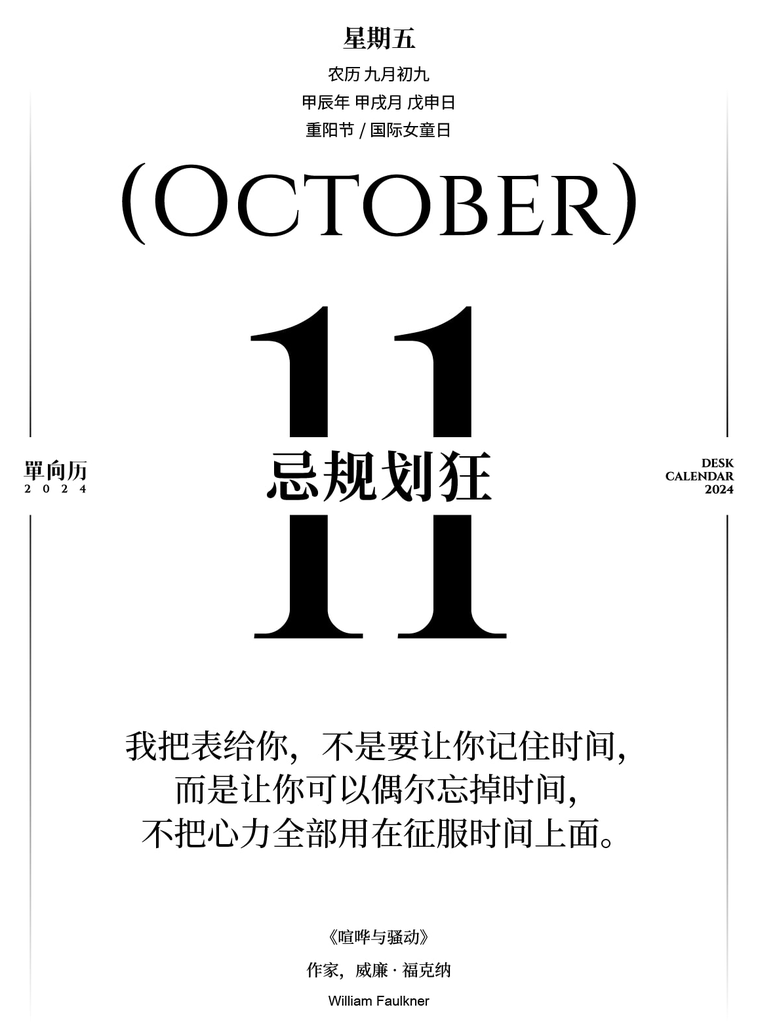 星期五
农历 九月初九
甲辰年 甲戌月 戊申日
重阳节 / 国际女童日
(OCTOBER)
11
忌规划狂
單向历
2024
DESK
CALENDAR
2024
我把表给你，不是要让你记住时间，
而是让你可以偶尔忘掉时间，
不把心力全部用在征服时间上面。
《喧哗与骚动》
作家，威廉 · 福克纳
William Faulkner